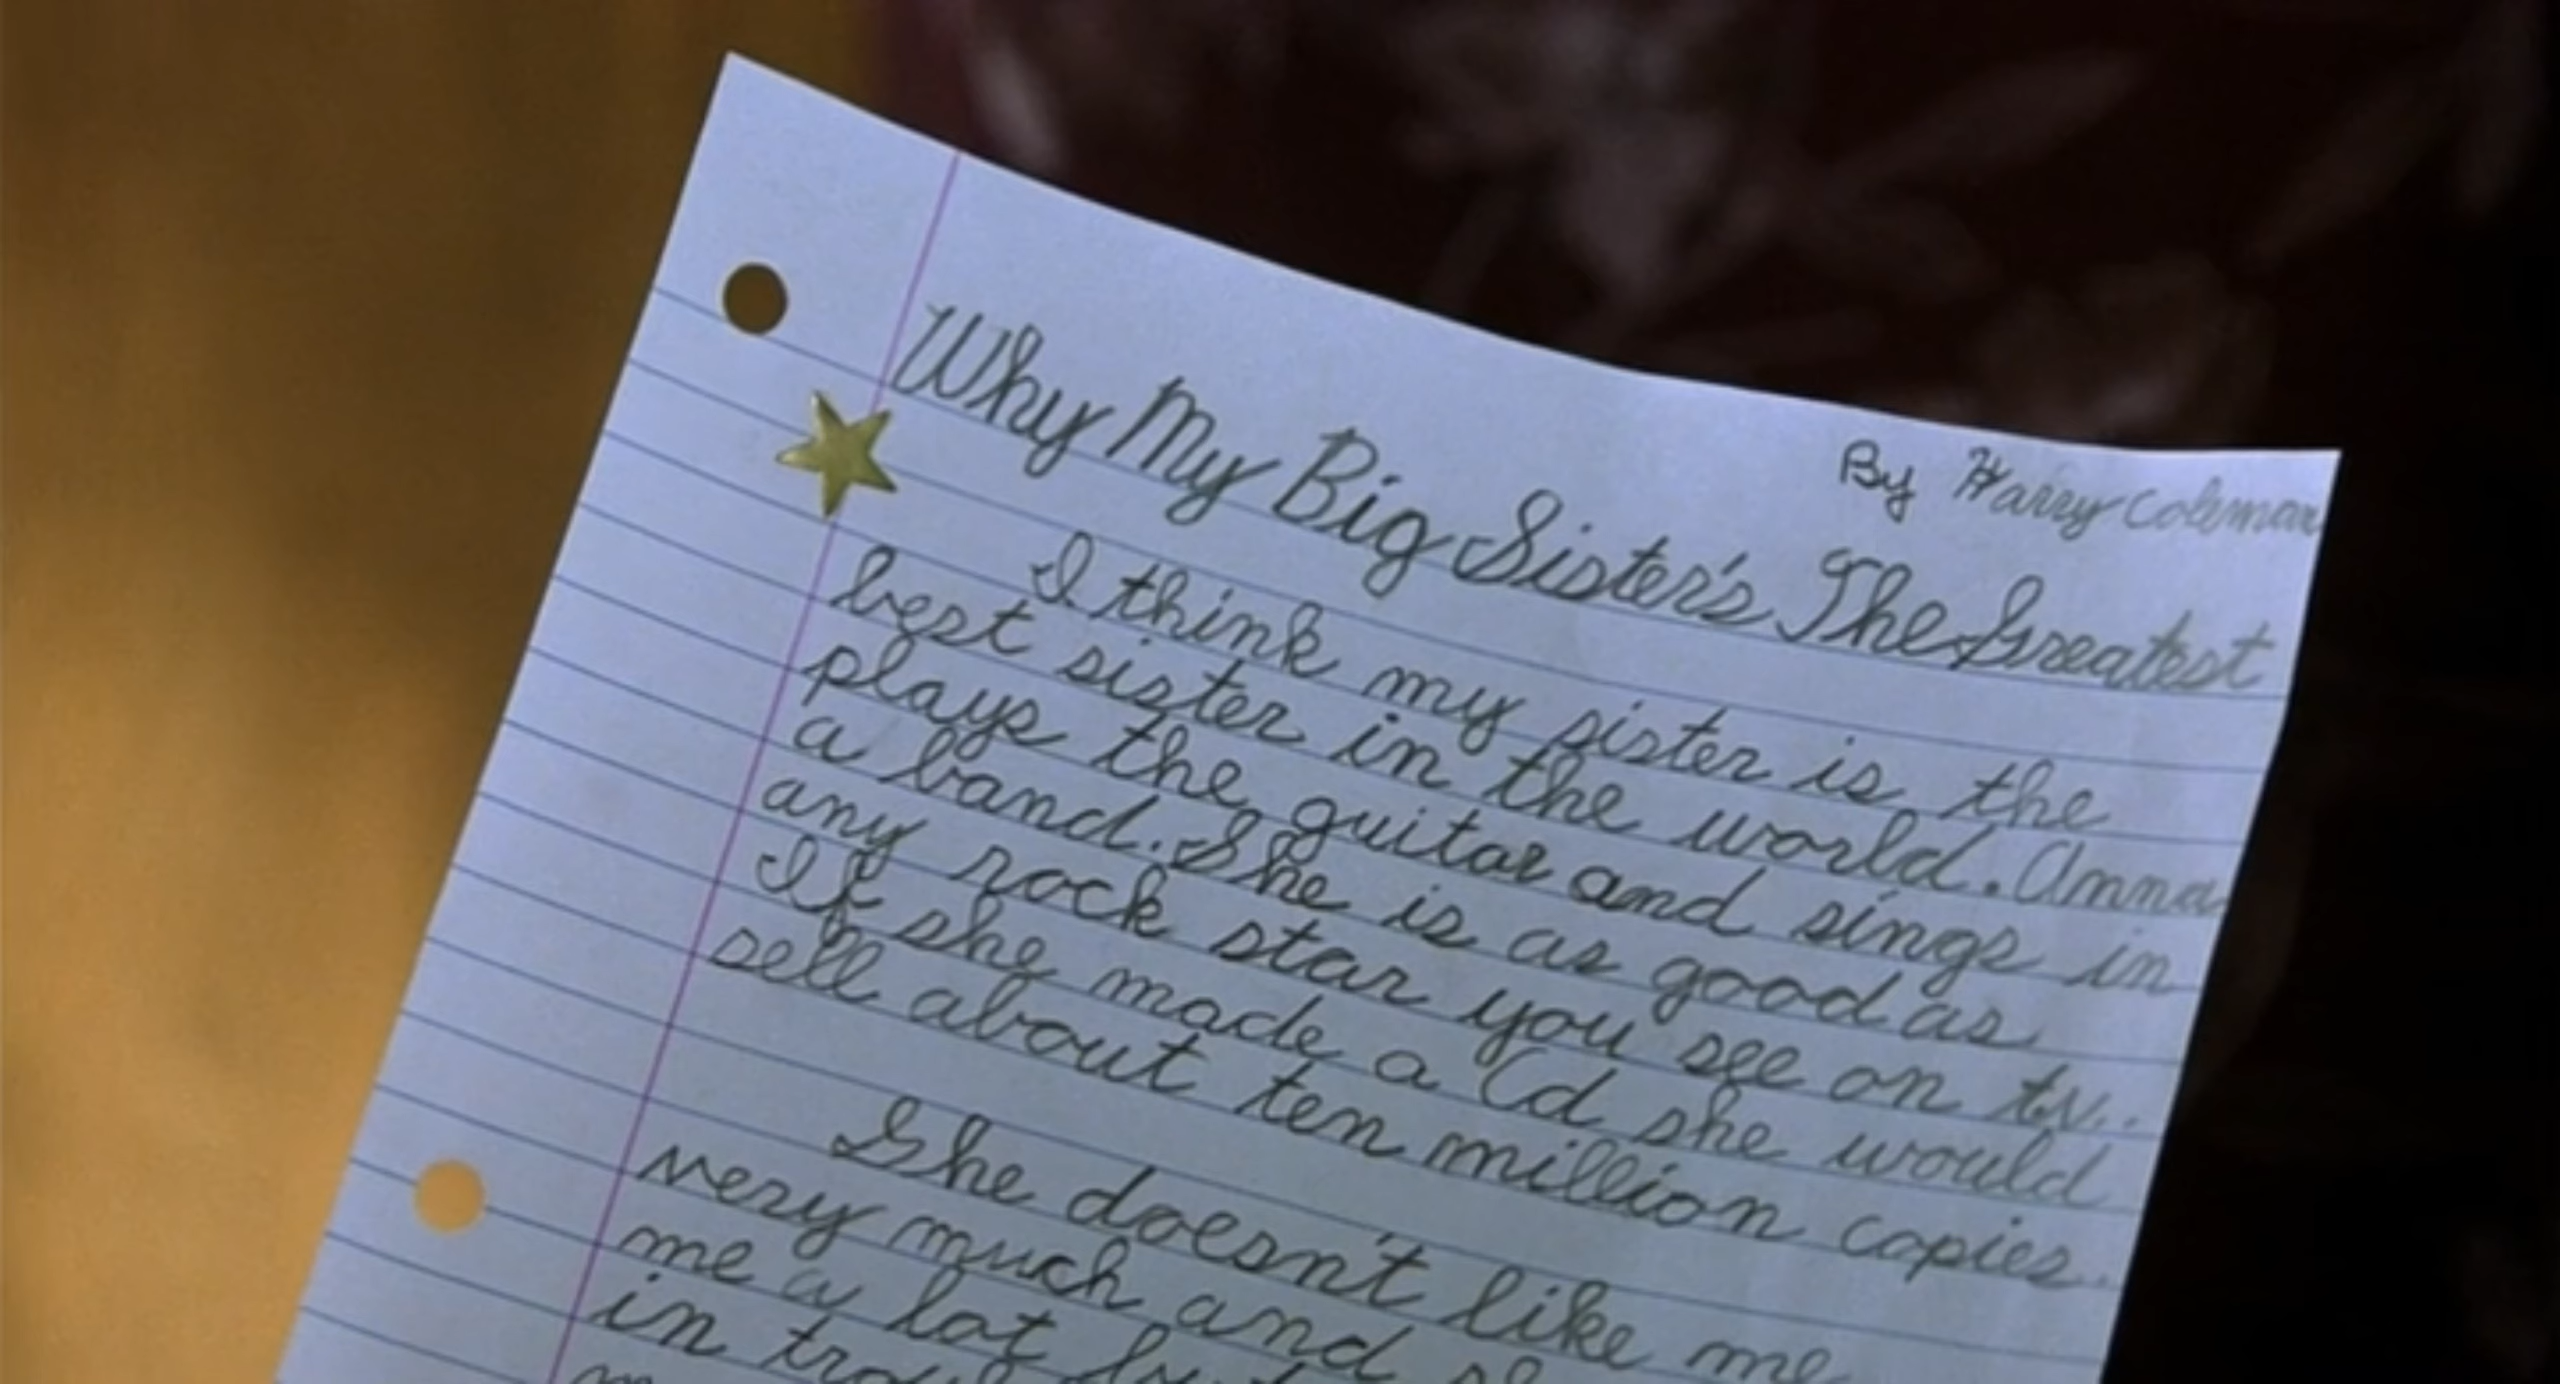 By Harry Coleman
Why My Big Sister's The Greatest
I think my sister is the
best sister in the world. Anna
plays the guitar and sings in
a band. She is as good as
any rock star you see on tv..
If she made a Cd she would
sell about ten million copies.
She doesn't like me
very much and
me a lot but
in